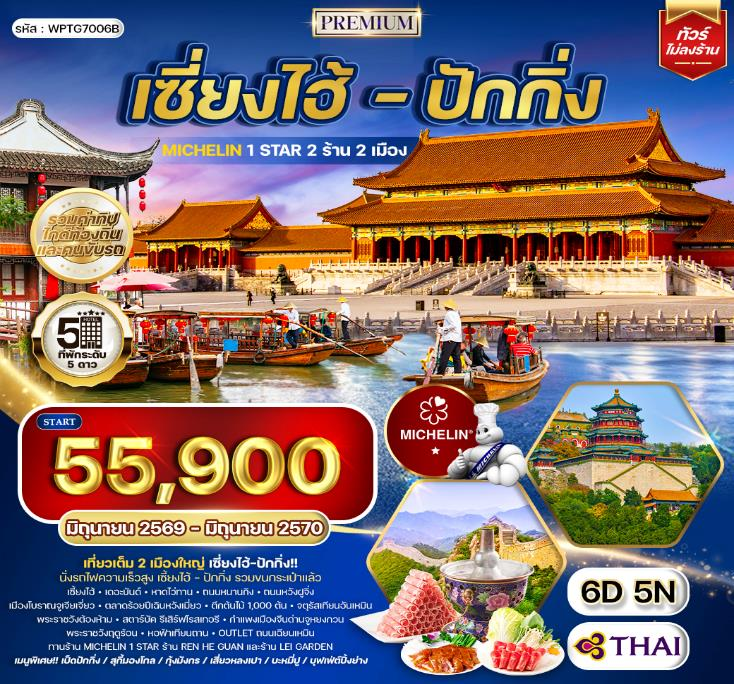 PREMIUM
รหัส : WPTG7006B
ทัวร์
ไม่ลงร้าน
เซี่ยงไฮ้ - ปักกิ่ง
MICHELIN 1 STAR 2 ร้าน 2 เมือง
รวมค่าทิป
ไกด์ท้องถิ่น
และคนขับรถ
5
HOTEL
ที่พักระดับ
5 ดาว
START
55,900
มิถุนายน 2569 - มิถุนายน 2570
MICHELIN®
MICHELIN
เที่ยวเต็ม 2 เมืองใหญ่ เซี่ยงไฮ้-ปักกิ่ง!!
นั่งรถไฟความเร็วสูง เซี่ยงไฮ้ - ปักกิ่ง รวมขนกระเป๋าแล้ว
เซี่ยงไฮ้ • เดอะบันด์ • หาดไว่ทาน • ถนนหนานกิง • ถนนหวังฝูจิ่ง
เมืองโบราณจูเจียเจี่ยว • ตลาดร้อยปีเฉินหวังเมี่ยว • ตึกต้นไม้ 1,000 ต้น • จตุรัสเทียนอันเหมิน
พระราชวังต้องห้าม • สตาร์บัค รีเสิร์ฟโรสเทอรี่ • กำแพงเมืองจีนด่านจูหยงกวน
พระราชวังฤดูร้อน • หอฟ้าเทียนถาน • OUTLET ถนนเฉียนเหมิน
ทานร้าน MICHELIN 1 STAR ร้าน REN HE GUAN และร้าน LEI GARDEN
เมนูพิเศษ!! เป็ดปักกิ่ง / สุกี้มองโกล / กุ้งมังกร / เสี่ยวหลงเปา / บะหมี่ปู / บุฟเฟ่ต์ปิ้งย่าง
6D 5N
THAI